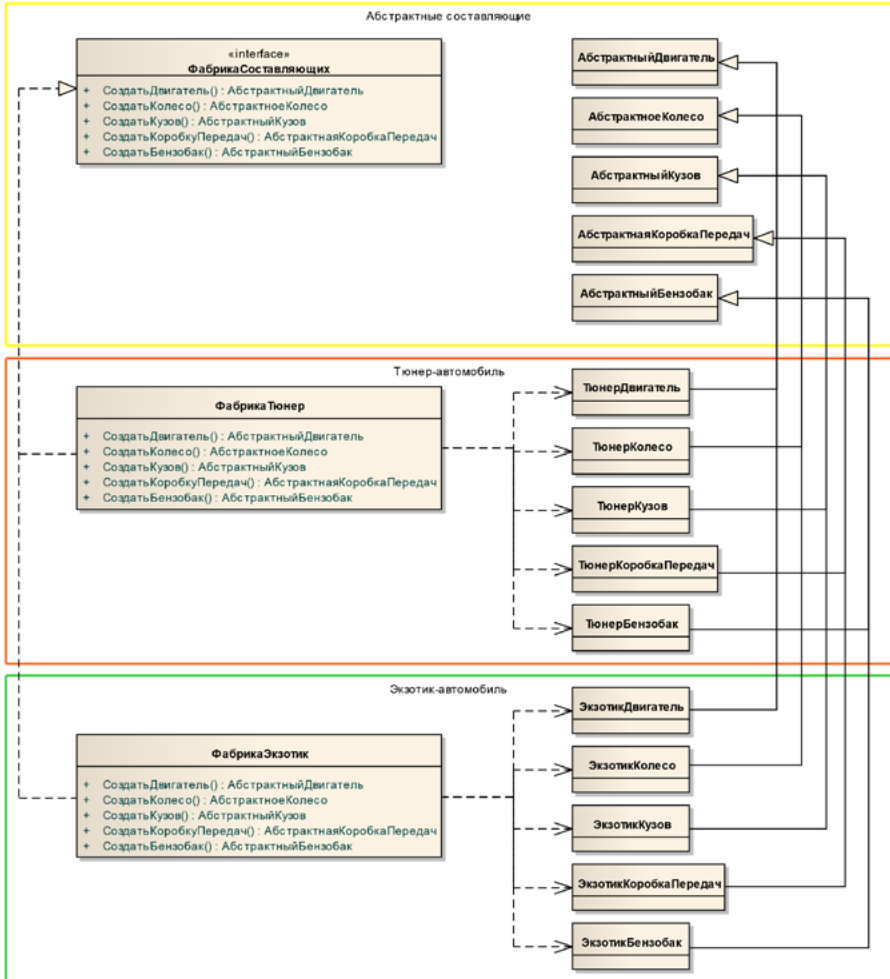 Абстрактные составляющие
«interface»
ФабрикаСоставляющих
+ СоздатьДвигатель() : АбстрактныйДвигатель
+ СоздатьКолесо() : АбстрактноеКолесо
+ СоздатьКузов() : АбстрактныйКузов
+ СоздатьКоробкуПередач() : АбстрактнаяКоробкаПередач
+ СоздатьБензобак() : АбстрактныйБензобак
АбстрактныйДвигатель
АбстрактноеКолесо
АбстрактныйКузов
АбстрактнаяКоробкаПередач
АбстрактныйБензобак
Тюнер-автомобиль
ФабрикаТюнер
+ СоздатьДвигатель() : АбстрактныйДвигатель
+ СоздатьКолесо() : АбстрактноеКолесо
+ СоздатьКузов() : АбстрактныйКузов
+ СоздатьКоробкуПередач() : АбстрактнаяКоробкаПередач
+ СоздатьБензобак() : АбстрактныйБензобак
ТюнерДвигатель
ТюнерКолесо
ТюнерКузов
ТюнерКоробкаПередач
ТюнерБензобак
Экзотик-автомобиль
ФабрикаЭкзотик
+ СоздатьДвигатель() : АбстрактныйДвигатель
+ СоздатьКолесо() : АбстрактноеКолесо
+ СоздатьКузов() : АбстрактныйКузов
+ СоздатьКоробкуПередач() : АбстрактнаяКоробкаПередач
+ СоздатьБензобак() : АбстрактныйБензобак
ЭкзотикДвигатель
ЭкзотикКолесо
ЭкзотикКузов
ЭкзотикКоробкаПередач
ЭкзотикБензобак